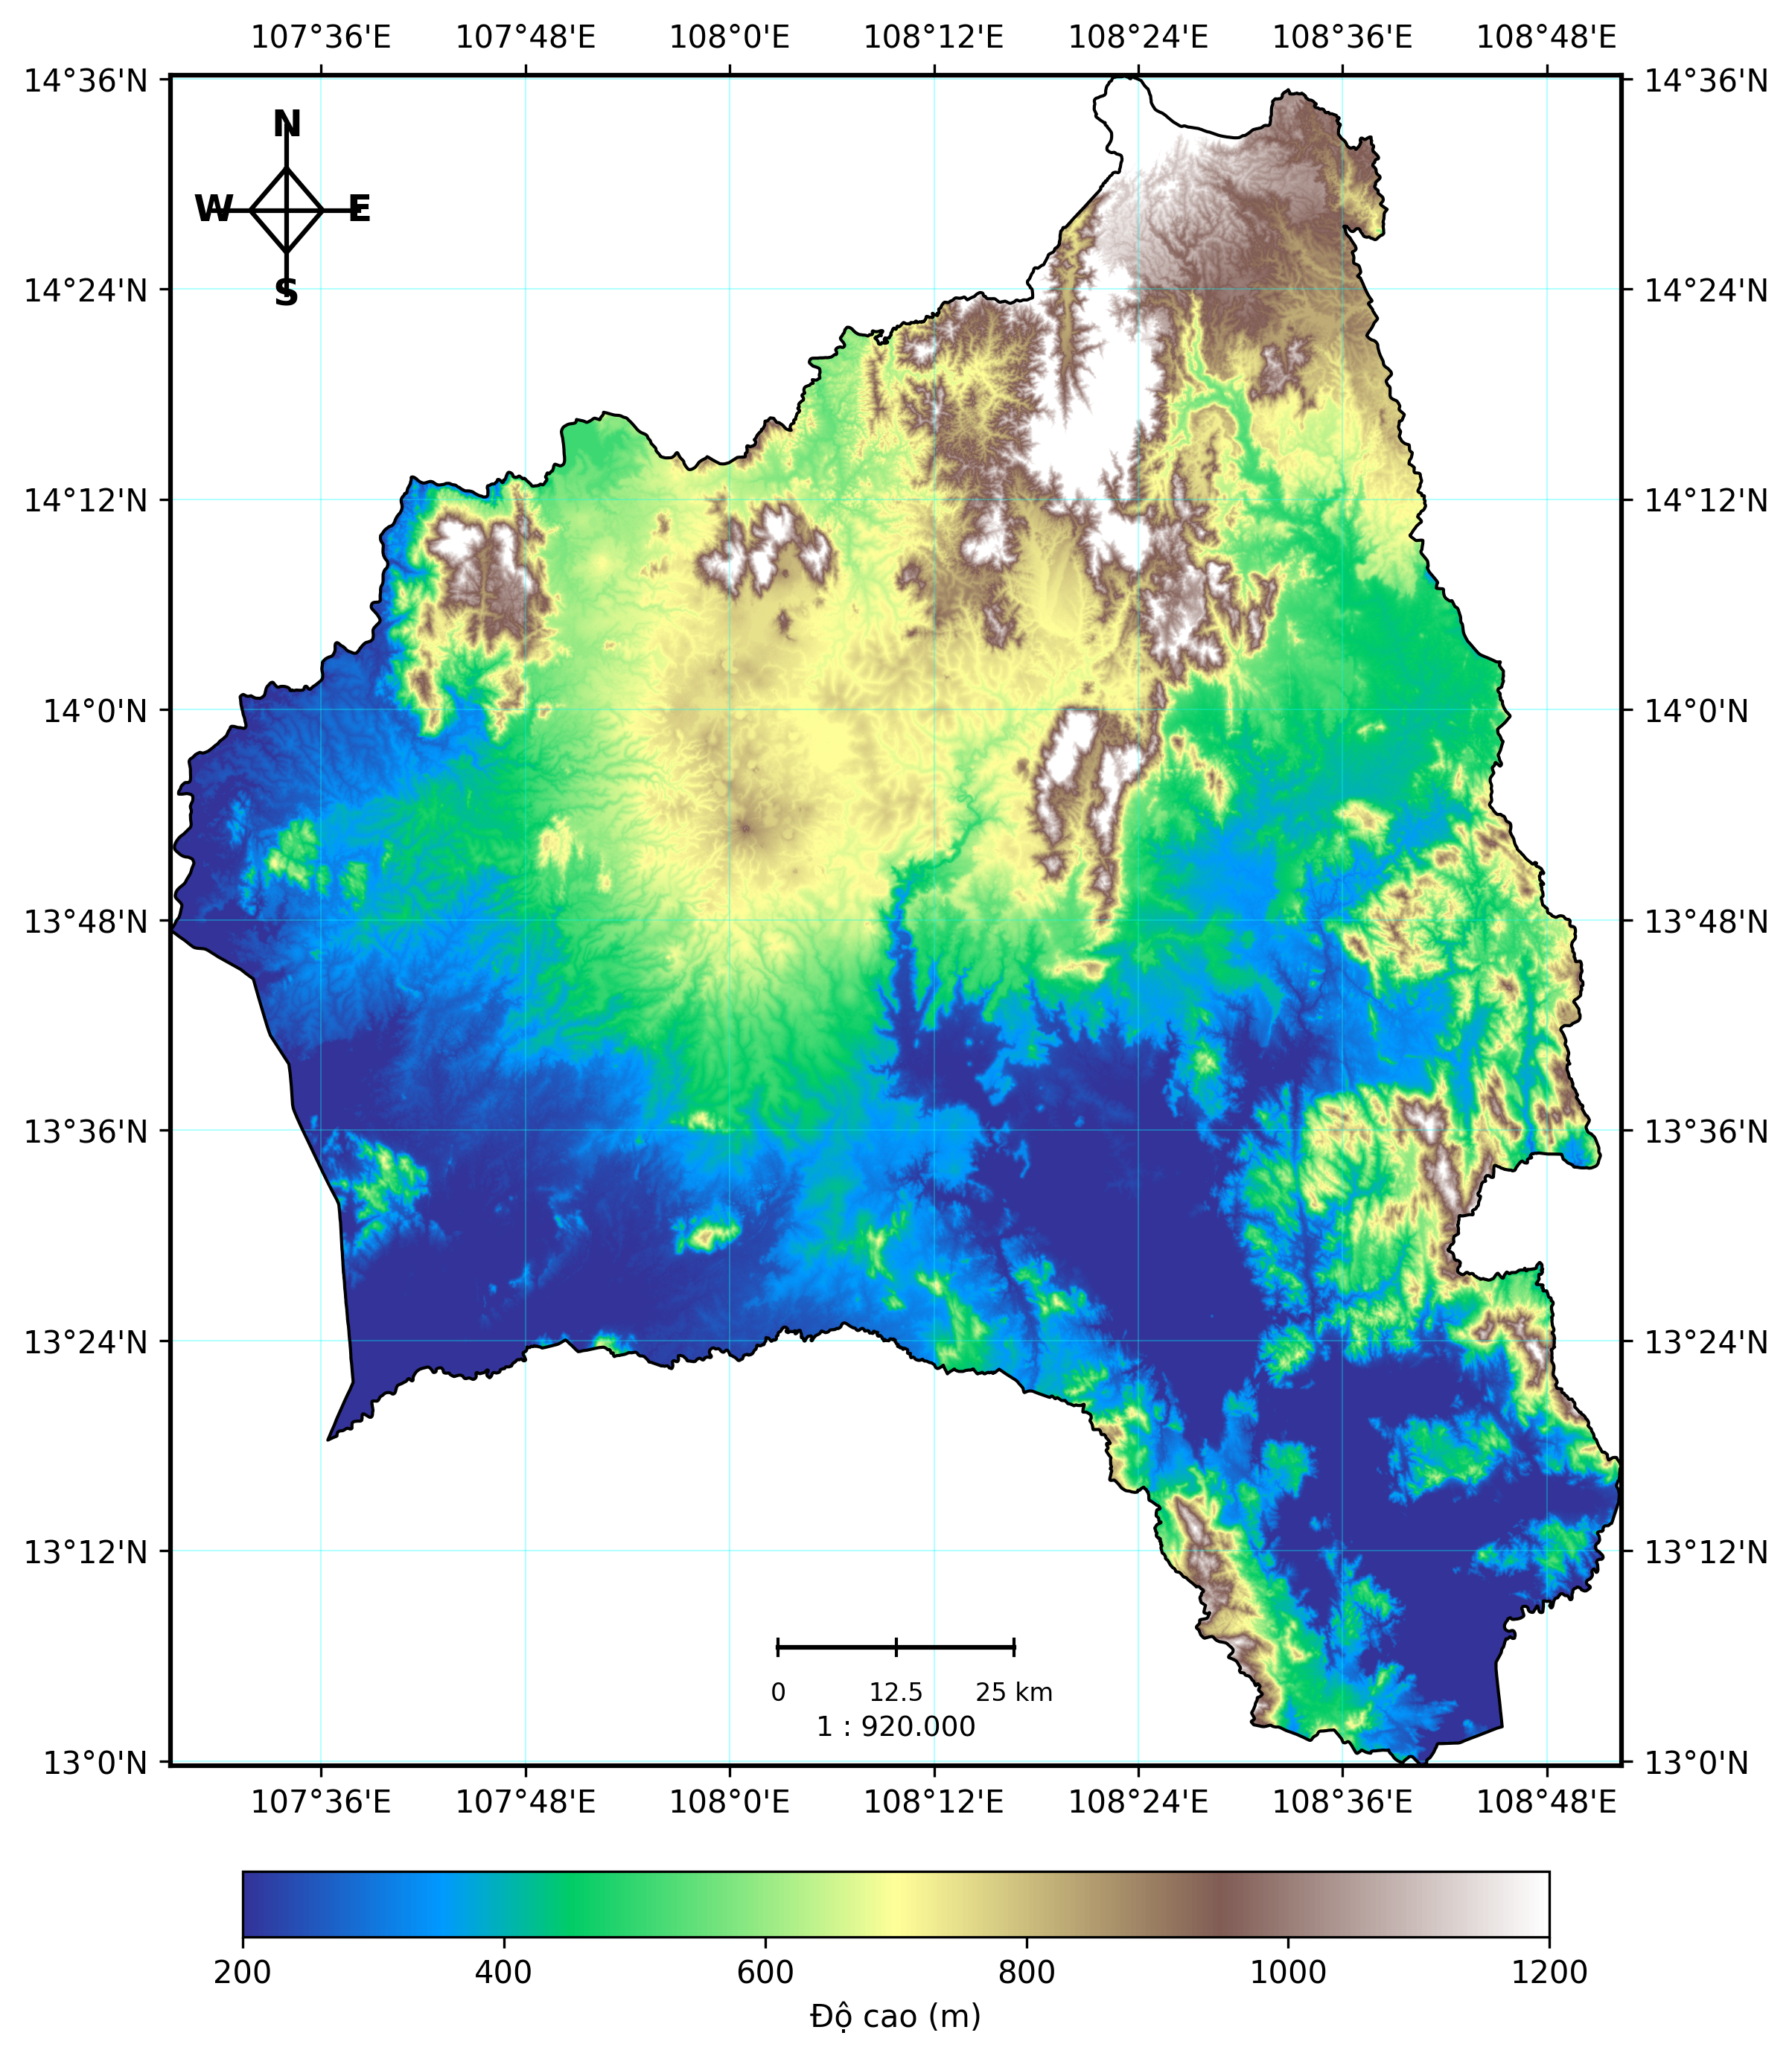 107°36'E 107°48'E 108°0'E 108°12'E 108°24'E 108°36'E 108°48'E
14°36'N 14°36'N
N
W E
S
14°24'N 14°24'N
14°12'N 14°12'N
14°0'N 14°0'N
13°48'N 13°48'N
13°36'N 13°36'N
13°24'N 13°24'N
13°12'N 13°12'N
0 12.5 25 km
1 : 920.000
13°0'N 13°0'N
107°36'E 107°48'E 108°0'E 108°12'E 108°24'E 108°36'E 108°48'E
200 400 600 800 1000 1200
Độ cao (m)